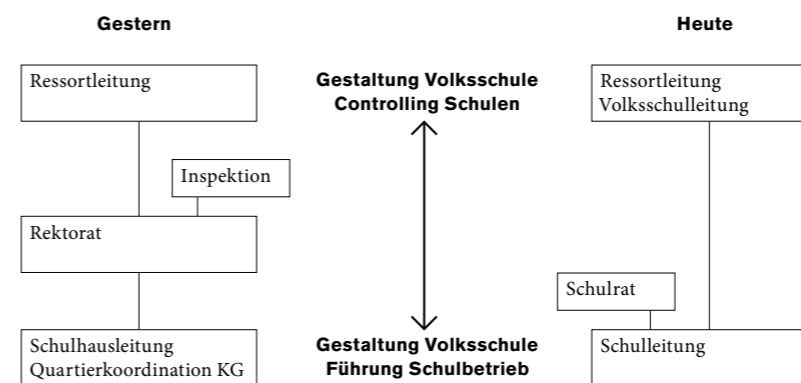 Gestern
Heute
Ressortleitung
Gestaltung Volksschule
Controlling Schulen
Ressortleitung
Volksschulleitung
Inspektion
Rektorat
Schulrat
Schulhausleitung
Quartierkoordination KG
Gestaltung Volksschule
Führung Schulbetrieb
Schulleitung